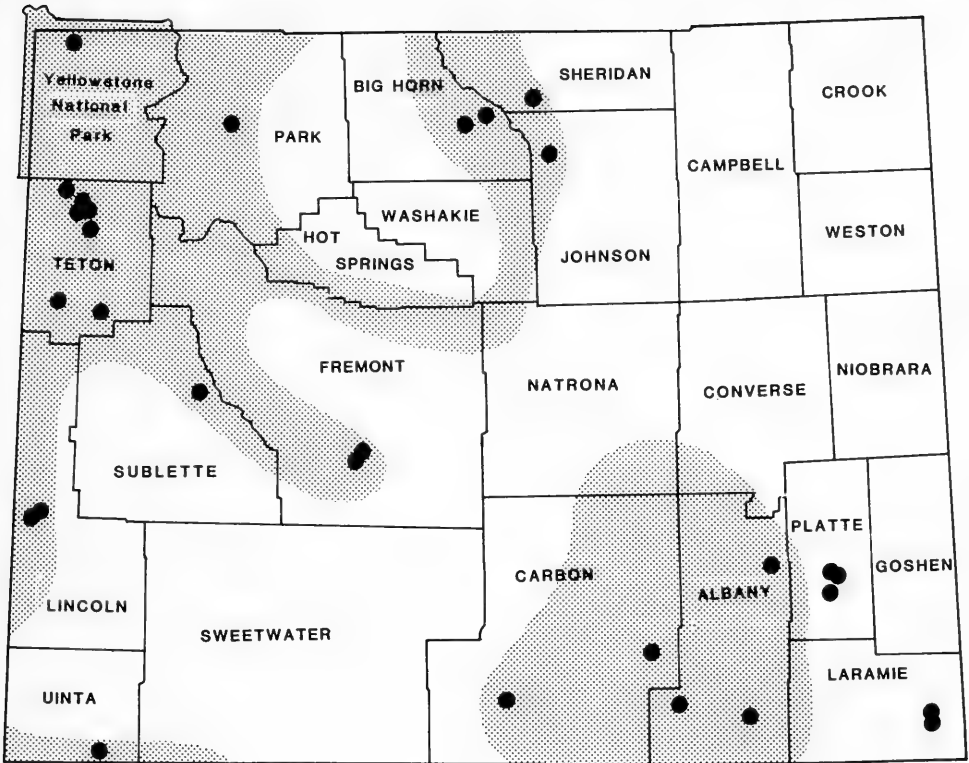 Yellowstone
National
Park
PARK
BIG HORN
SHERIDAN
CROOK
CAMPBELL
WASHAKIE
WESTON
HOT
SPRINGS
JOHNSON
TETON
FREMONT
NATRONA
CONVERSE
NIOBRARA
SUBLETTE
PLATTE
GOSHEN
CARBON
ALBANY
LINCOLN
SWEETWATER
LARAMIE
UINTA